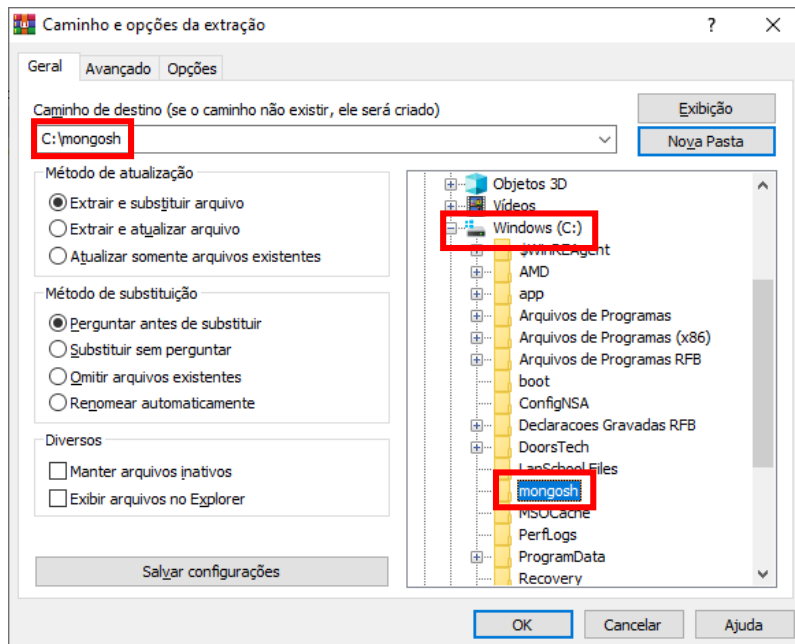 Caminho e opções da extração
?
Geral
Avançado
Opções
Caminho de destino (se o caminho não existir, ele será criado)
C:\mongosh
Exibição
Nova Pasta
Método de atualização
Extrair e substituir arquivo
Extrair e atualizar arquivo
Atualizar somente arquivos existentes
Método de substituição
Perguntar antes de substituir
Substituir sem perguntar
Omitir arquivos existentes
Renomear automaticamente
Diversos
Manter arquivos inativos
Exibir arquivos no Explorer
Salvar configurações
Objetos 3D
Vídeos
Windows (C:)
$WinREAgent
AMD
app
Arquivos de Programas
Arquivos de Programas (x86)
Arquivos de Programas RFB
boot
ConfigNSA
Declaracoes Gravadas RFB
DoorsTech
LanSchool Files
mongosh
MSOCache
PerfLogs
ProgramData
Recovery
OK
Cancelar
Ajuda